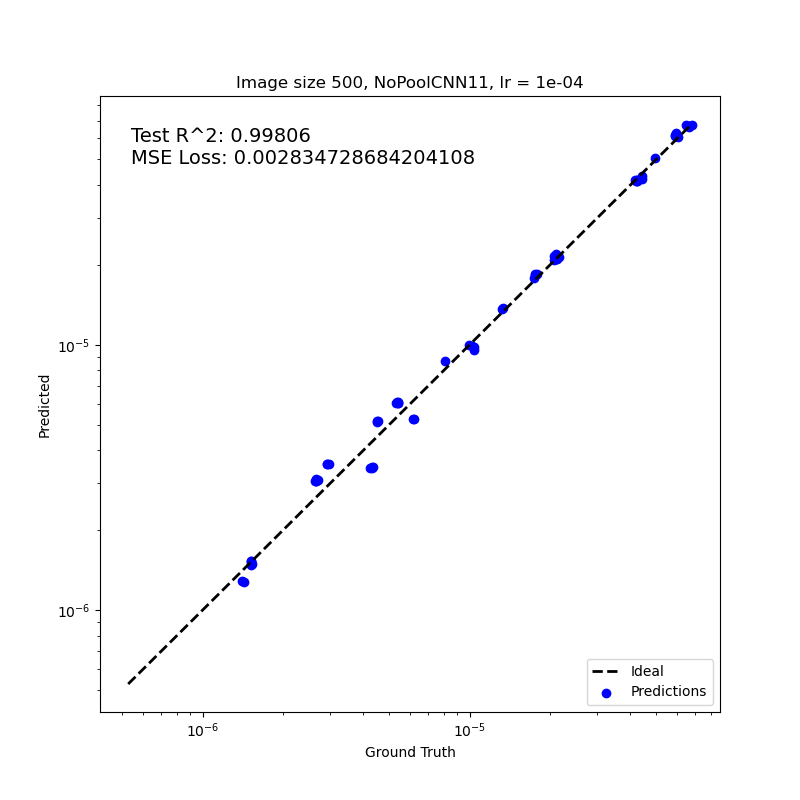 Image size 500, NoPoolCNN11, lr = 1e-04
Test R^2: 0.99806
MSE Loss: 0.002834728684204108
Predicted
10⁻⁵
10⁻⁶
Ideal
Predictions
10⁻⁶ 10⁻⁵
Ground Truth